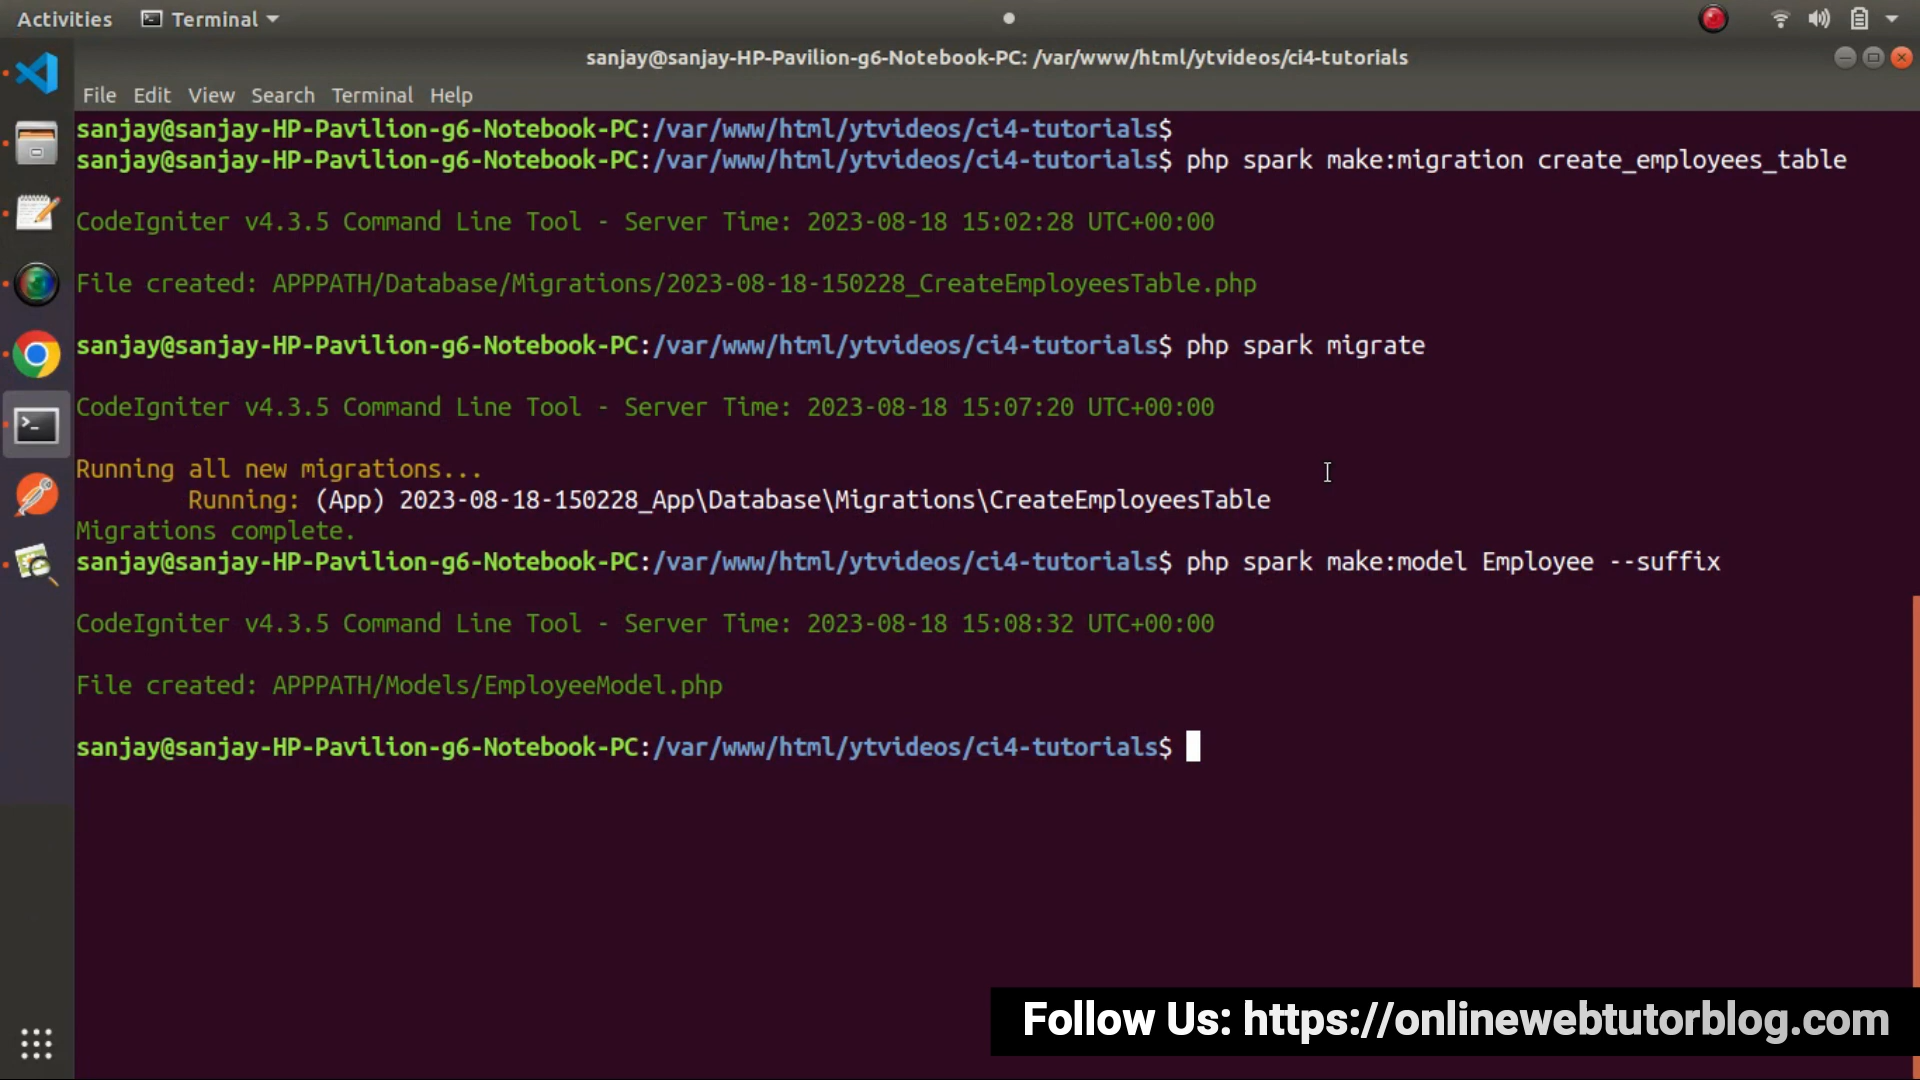 Activities
Terminal
sanjay@sanjay-HP-Pavilion-g6-Notebook-PC: /var/www/html/ytvideos/ci4-tutorials
File Edit View Search Terminal Help
sanjay@sanjay-HP-Pavilion-g6-Notebook-PC:/var/www/html/ytvideos/ci4-tutorials$
sanjay@sanjay-HP-Pavilion-g6-Notebook-PC:/var/www/html/ytvideos/ci4-tutorials$ php spark make:migration create_employees_table
CodeIgniter v4.3.5 Command Line Tool - Server Time: 2023-08-18 15:02:28 UTC+00:00
File created: APPPATH/Database/Migrations/2023-08-18-150228_CreateEmployeesTable.php
sanjay@sanjay-HP-Pavilion-g6-Notebook-PC:/var/www/html/ytvideos/ci4-tutorials$ php spark migrate
CodeIgniter v4.3.5 Command Line Tool - Server Time: 2023-08-18 15:07:20 UTC+00:00
Running all new migrations...
Running: (App) 2023-08-18-150228_App\Database\Migrations\CreateEmployeesTable
Migrations complete.
sanjay@sanjay-HP-Pavilion-g6-Notebook-PC:/var/www/html/ytvideos/ci4-tutorials$ php spark make:model Employee --suffix
CodeIgniter v4.3.5 Command Line Tool - Server Time: 2023-08-18 15:08:32 UTC+00:00
File created: APPPATH/Models/EmployeeModel.php
sanjay@sanjay-HP-Pavilion-g6-Notebook-PC:/var/www/html/ytvideos/ci4-tutorials$
Follow Us: https://onlinewebtutorblog.com